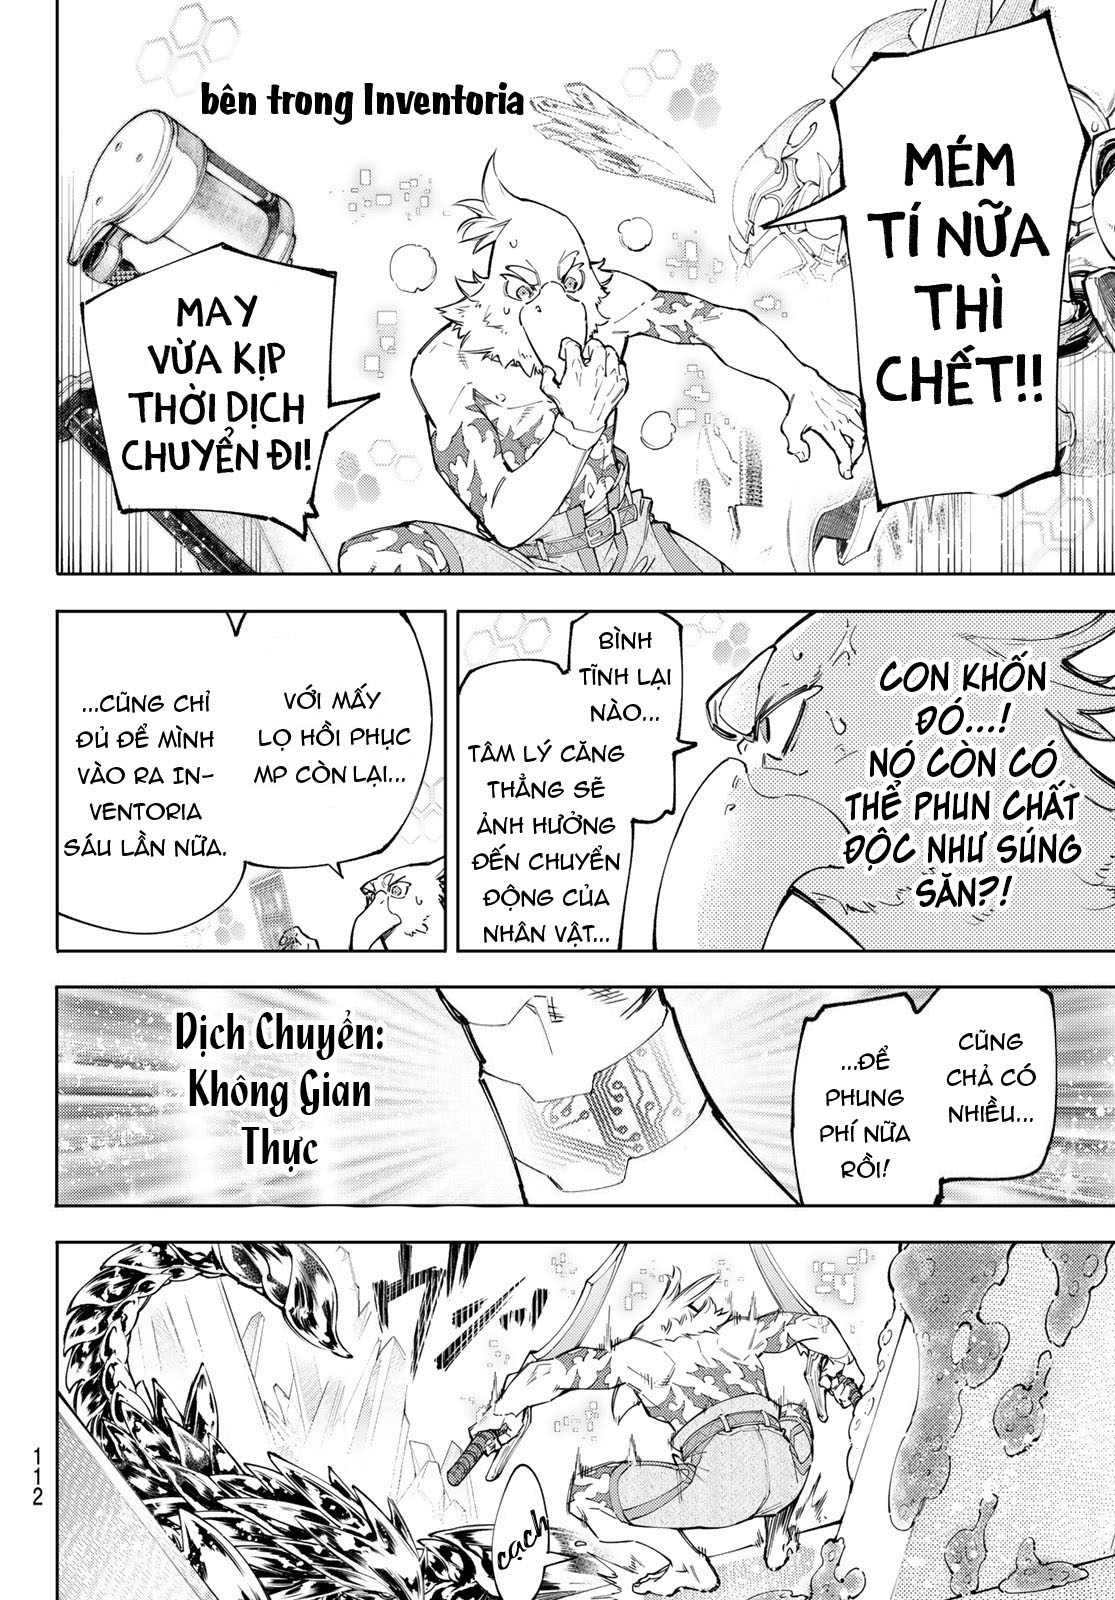 MÉM
TÍ NỮA
THÌ
CHẾT!!
bên trong Inventoria
MAY
VỪA KỊP
THỜI DỊCH
CHUYỂN ĐI!
CON KHỐN
ĐÓ...!
NÓ CÒN CÓ
THỂ PHUN CHẤT
ĐỘC NHƯ SÚNG
SĂN?!
BÌNH
TĨNH LẠI
NÀO...
TÂM LÝ CĂNG
THẲNG SẼ
ẢNH HƯỞNG
ĐẾN CHUYỂN
ĐỘNG CỦA
NHÂN VẬT...
VỚI MẤY
LỌ HỒI PHỤC
MP CÒN LẠI...
...CŨNG CHỈ
ĐỦ ĐỂ MÌNH
VÀO RA IN-
VENTORIA
SÁU LẦN NỮA.
CŨNG
CHẢ CÓ
NHIỀU...
...ĐỂ
PHUNG
PHÍ NỮA
RỒI!
Dịch Chuyển:
Không Gian
Thực
cạch
112